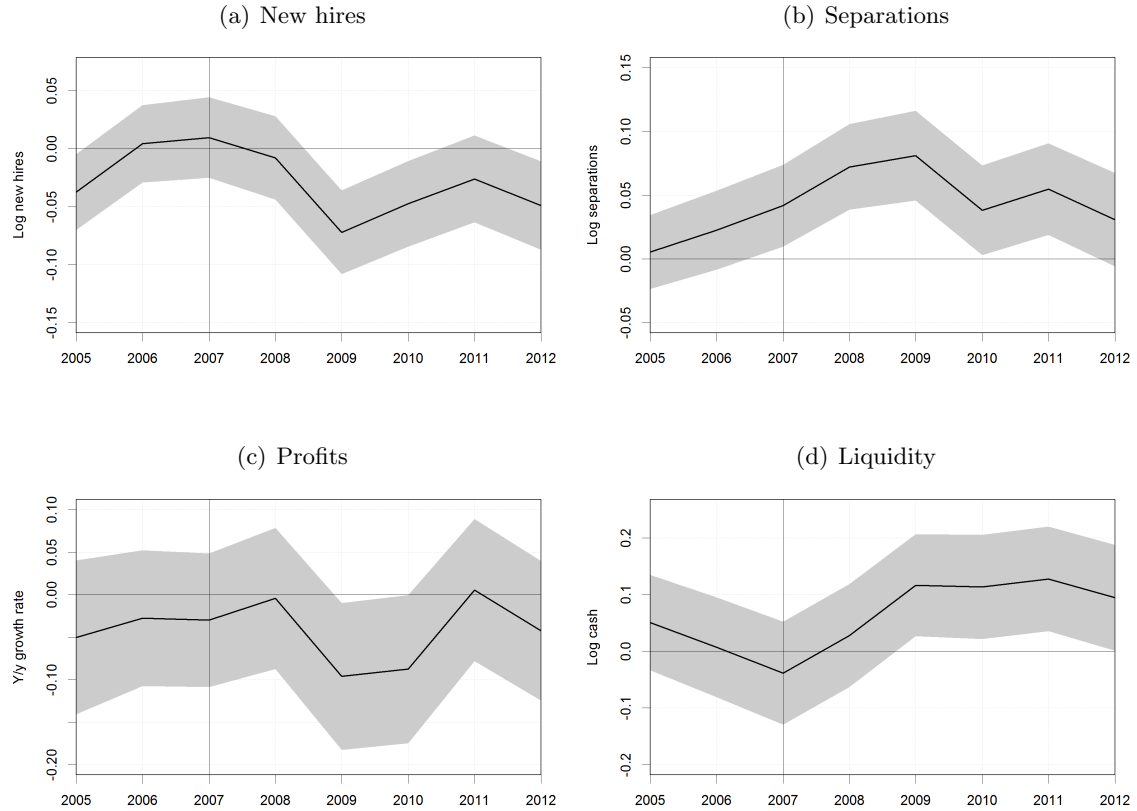 (a) New hires
Log new hires
0.05
0.00
-0.05
-0.10
-0.15
2005 2006 2007 2008 2009 2010 2011 2012
(b) Separations
Log separations
0.15
0.10
0.05
0.00
-0.05
2005 2006 2007 2008 2009 2010 2011 2012
(c) Profits
Y/y growth rate
0.10
0.05
0.00
-0.10
-0.20
2005 2006 2007 2008 2009 2010 2011 2012
(d) Liquidity
Log cash
0.2
0.1
0.0
-0.1
-0.2
2005 2006 2007 2008 2009 2010 2011 2012